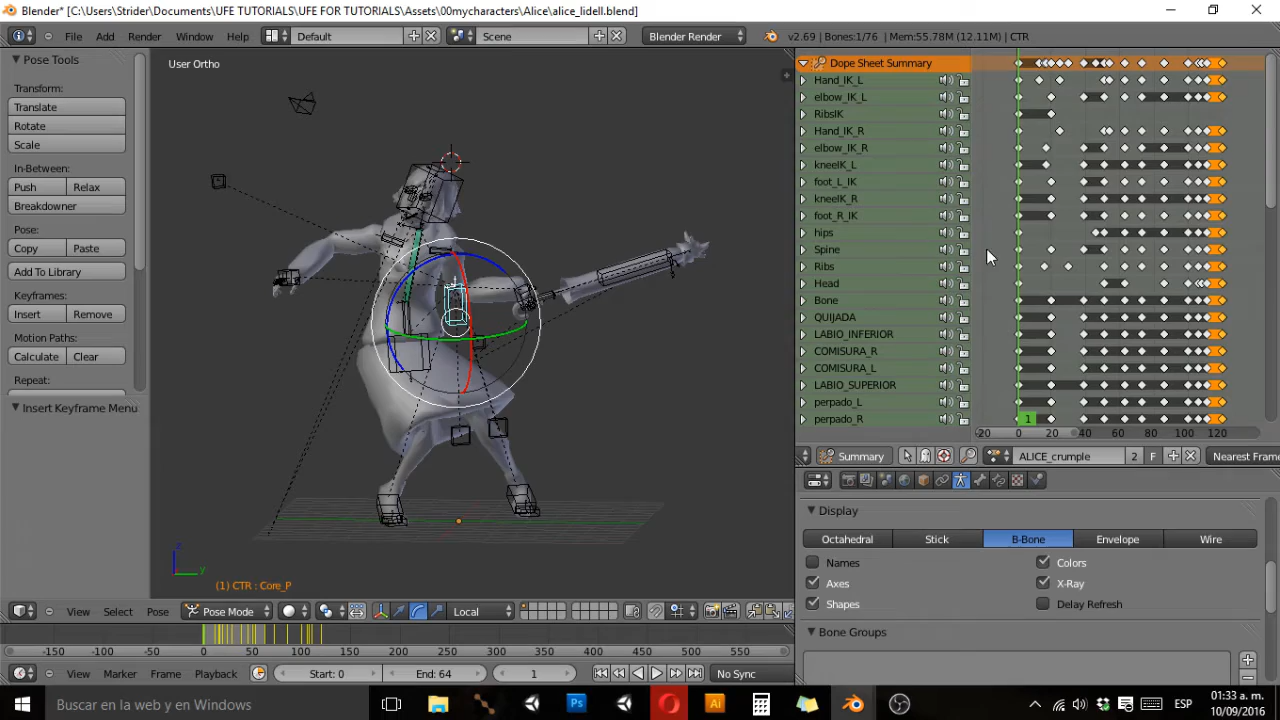 Blender* [C:\Users\Strider\Documents\UFE TUTORIALS\UFE FOR TUTORIALS\Assets\00mycharacters\Alice\alice_lidell.blend]
File Add Render Window Help Default Scene Blender Render v2.69 | Bones:1/76 | Mem:55.78M (12.11M) | CTR
Pose Tools
Transform:
Translate
Rotate
Scale
In-Between:
Push Relax
Breakdowner
Pose:
Copy Paste
Add To Library
Keyframes:
Insert Remove
Motion Paths:
Calculate Clear
Repeat:
Insert Keyframe Menu
User Ortho
z
y
(1) CTR : Core_P
View Select Pose Pose Mode Local
-150 -100 -50 0 50 100 150 200 250 300 350 400 450 500 550
View Marker Frame Playback Start: 0 End: 64 1 No Sync
Dope Sheet Summary
Hand_IK_L
elbow_IK_L
RibsIK
Hand_IK_R
elbow_IK_R
kneeIK_L
foot_L_IK
kneeIK_R
foot_R_IK
hips
Spine
Ribs
Head
Bone
QUIJADA
LABIO_INFERIOR
COMISURA_R
COMISURA_L
LABIO_SUPERIOR
perpado_L
perpado_R
1
-20 0 20 40 60 80 100 120
Summary ALICE_crumple 2 F Nearest Fram
Display
Octahedral Stick B-Bone Envelope Wire
Names Colors
Axes X-Ray
Shapes Delay Refresh
Bone Groups
Buscar en la web y en Windows
Ps
Ai
ESP
01:33 a.m.
10/09/2016